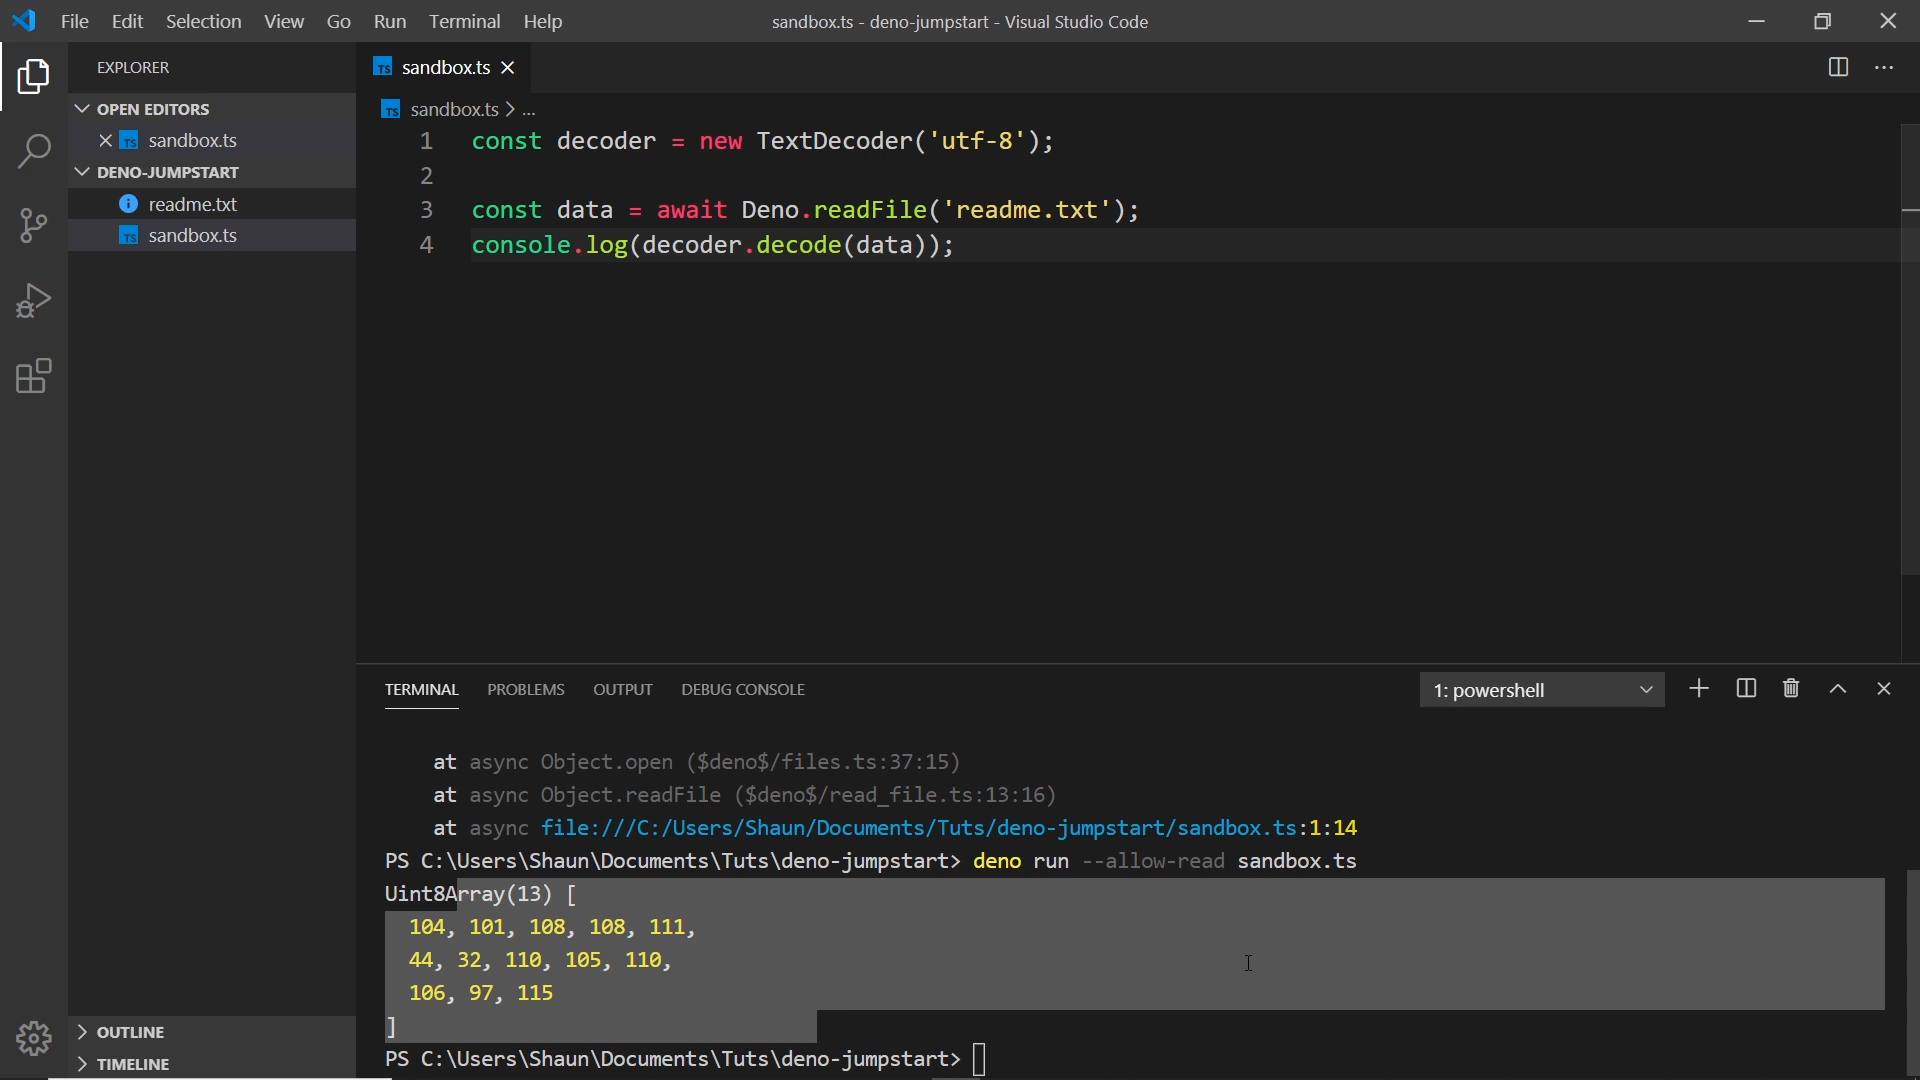 File Edit Selection View Go Run Terminal Help
sandbox.ts - deno-jumpstart - Visual Studio Code
EXPLORER
OPEN EDITORS
TS sandbox.ts
DENO-JUMPSTART
readme.txt
TS sandbox.ts
OUTLINE
TIMELINE
TS sandbox.ts
TS sandbox.ts > ...
1 const decoder = new TextDecoder('utf-8');
2
3 const data = await Deno.readFile('readme.txt');
4 console.log(decoder.decode(data));
TERMINAL PROBLEMS OUTPUT DEBUG CONSOLE
1: powershell
at async Object.open ($deno$/files.ts:37:15)
at async Object.readFile ($deno$/read_file.ts:13:16)
at async file:///C:/Users/Shaun/Documents/Tuts/deno-jumpstart/sandbox.ts:1:14
PS C:\Users\Shaun\Documents\Tuts\deno-jumpstart> deno run --allow-read sandbox.ts
Uint8Array(13) [
104, 101, 108, 108, 111,
44, 32, 110, 105, 110,
106, 97, 115
]
PS C:\Users\Shaun\Documents\Tuts\deno-jumpstart>